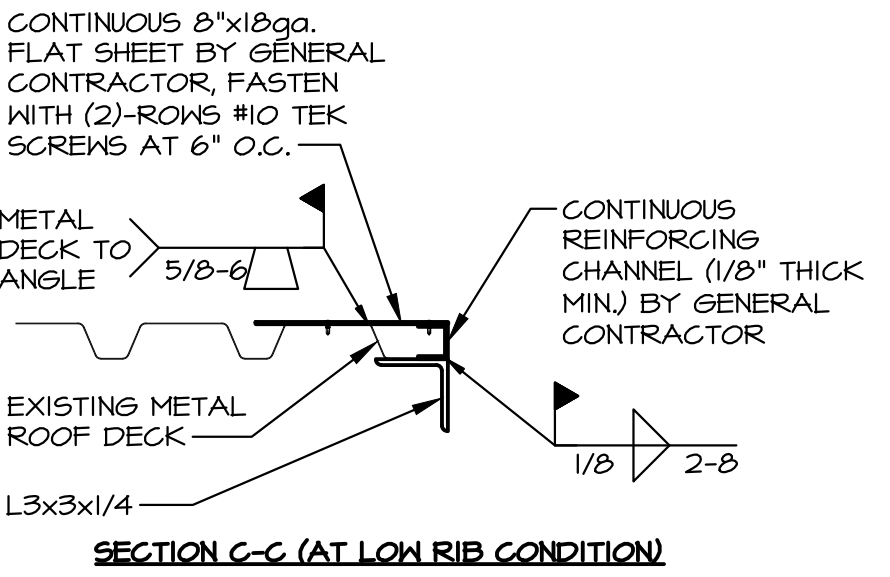 CONTINUOUS 8"x18ga.
FLAT SHEET BY GENERAL
CONTRACTOR, FASTEN
WITH (2)-ROWS #10 TEK
SCREWS AT 6" O.C.
METAL
DECK TO
ANGLE
5/8-6
CONTINUOUS
REINFORCING
CHANNEL (1/8" THICK
MIN.) BY GENERAL
CONTRACTOR
EXISTING METAL
ROOF DECK
1/8
2-8
L3x3x1/4
SECTION C-C (AT LOW RIB CONDITION)